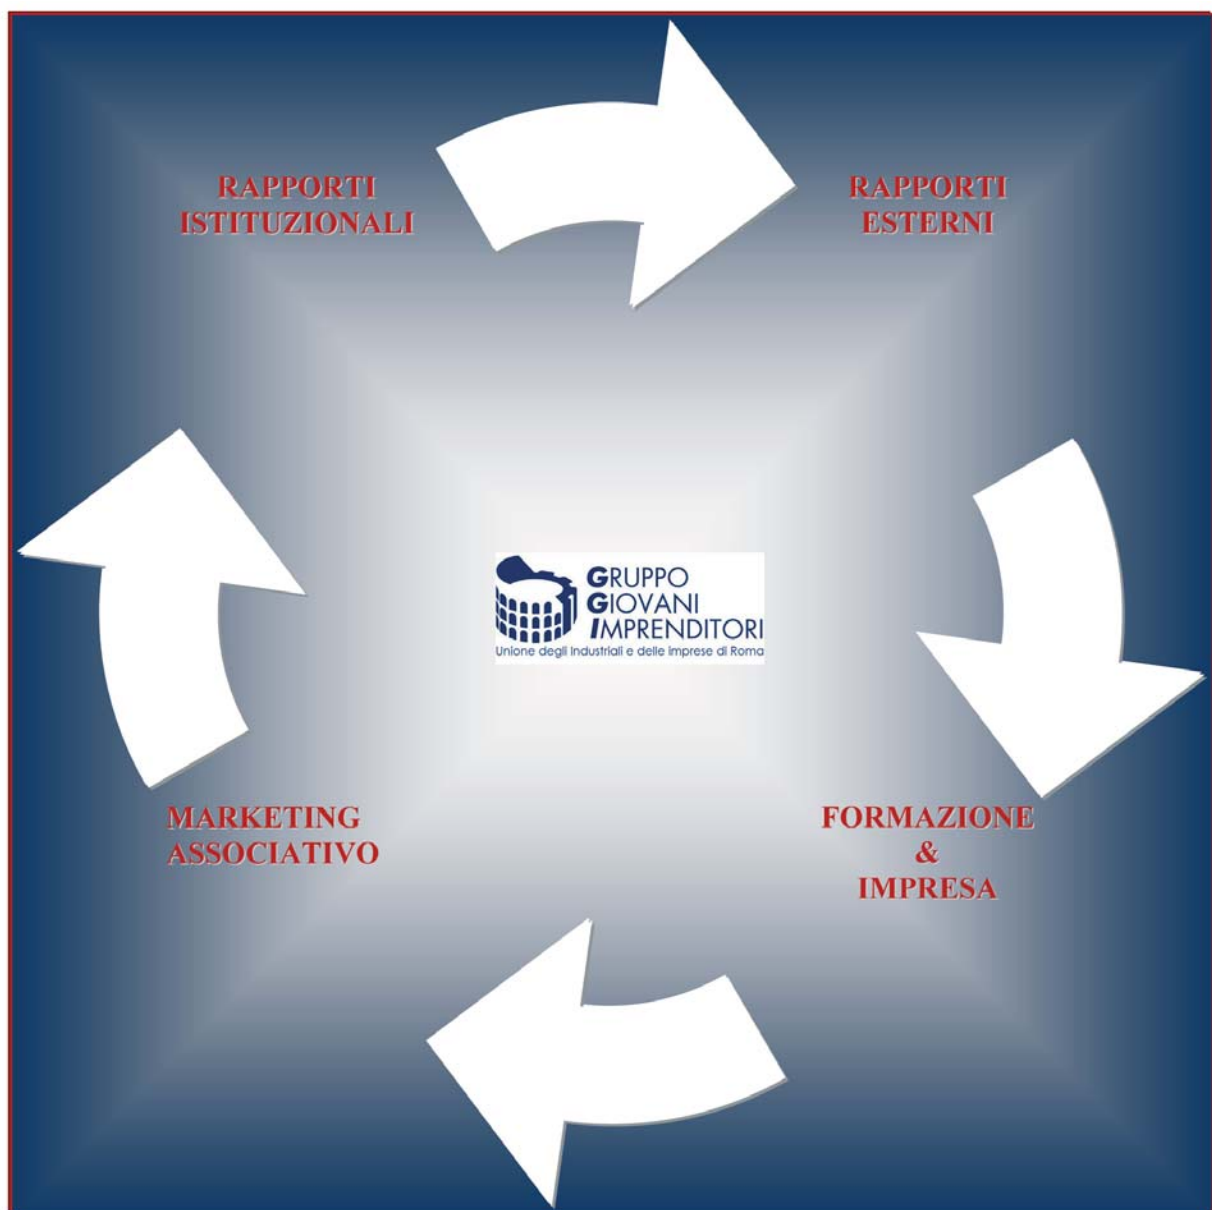 RAPPORTI
ISTITUZIONALI
RAPPORTI
ESTERNI
GRUPPO
GIOVANI
IMPRENDITORI
Unione degli Industriali e delle imprese di Roma
MARKETING
ASSOCIATIVO
FORMAZIONE
&
IMPRESA